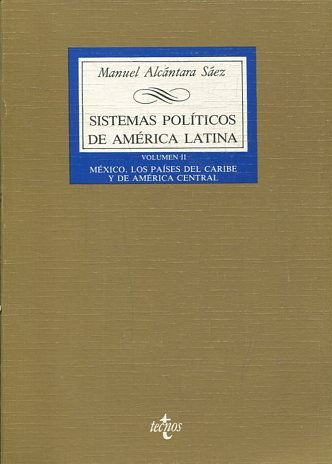 Manuel Alcántara Sáez
SISTEMAS POLÍTICOS
DE AMÉRICA LATINA
VOLUMEN II
MÉXICO. LOS PAÍSES DEL CARIBE
Y DE AMÉRICA CENTRAL
tecnos